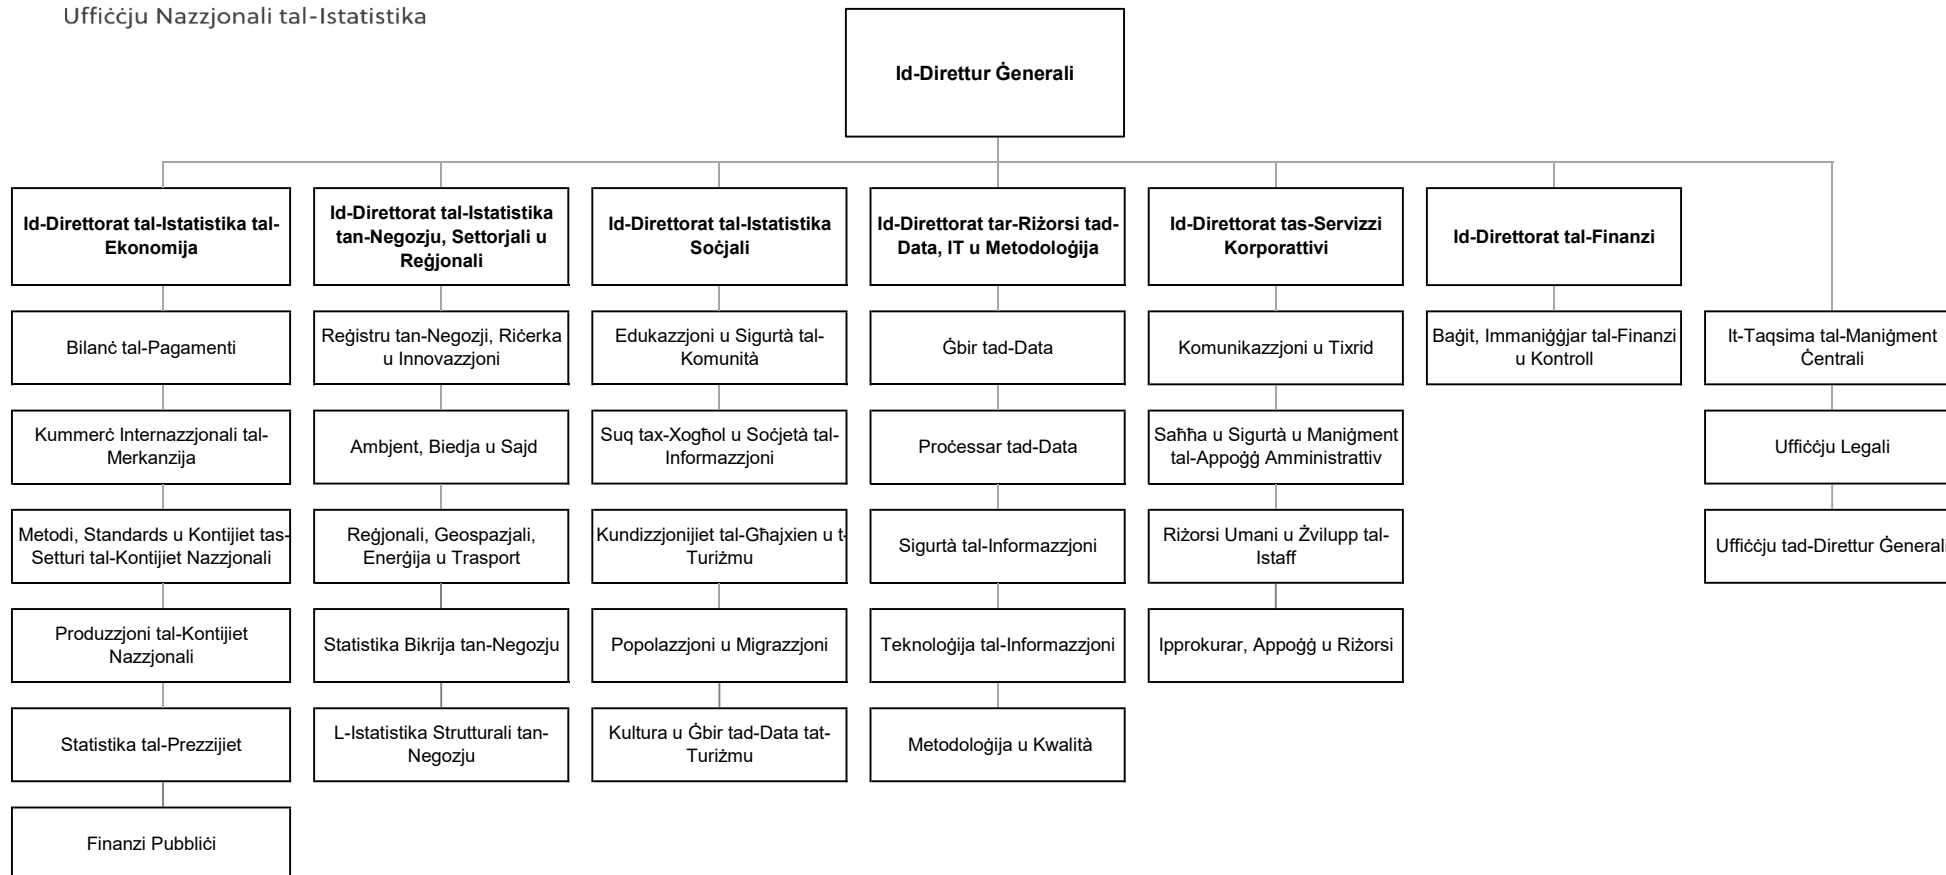 Uffiċċju Nazzjonali tal-Istatistika
Id-Direttur Ġenerali
Id-Direttorat tal-Istatistika tal-
Ekonomija
Bilanċ tal-Pagamenti
Kummerċ Internazzjonali tal-
Merkanzija
Metodi, Standards u Kontijiet tas-
Setturi tal-Kontijiet Nazzjonali
Produzzjoni tal-Kontijiet
Nazzjonali
Statistika tal-Prezzijiet
Finanzi Pubbliċi
Id-Direttorat tal-Istatistika
tan-Negozju, Settorjali u
Reġjonali
Reġistru tan-Negozji, Riċerka
u Innovazzjoni
Ambjent, Biedja u Sajd
Reġjonali, Geospazjali,
Enerġija u Trasport
Statistika Bikrija tan-Negozju
L-Istatistika Strutturali tan-
Negozju
Id-Direttorat tal-Istatistika
Soċjali
Edukazzjoni u Sigurtà tal-
Komunità
Suq tax-Xogħol u Soċjetà tal-
Informazzjoni
Kundizzjonijiet tal-Għajxien u t-
Turiżmu
Popolazzjoni u Migrazzjoni
Kultura u Ġbir tad-Data tat-
Turiżmu
Id-Direttorat tar-Riżorsi tad-
Data, IT u Metodoloġija
Ġbir tad-Data
Proċessar tad-Data
Sigurtà tal-Informazzjoni
Teknoloġija tal-Informazzjoni
Metodoloġija u Kwalità
Id-Direttorat tas-Servizzi
Korporattivi
Komunikazzjoni u Tixrid
Saħħa u Sigurtà u Maniġment
tal-Appoġġ Amministrattiv
Riżorsi Umani u Żvilupp tal-
Istaff
Ipprokurar, Appoġġ u Riżorsi
Id-Direttorat tal-Finanzi
Baġit, Immaniġġjar tal-Finanzi
u Kontroll
It-Taqsima tal-Maniġment
Ċentrali
Uffiċċju Legali
Uffiċċju tad-Direttur Ġenerali